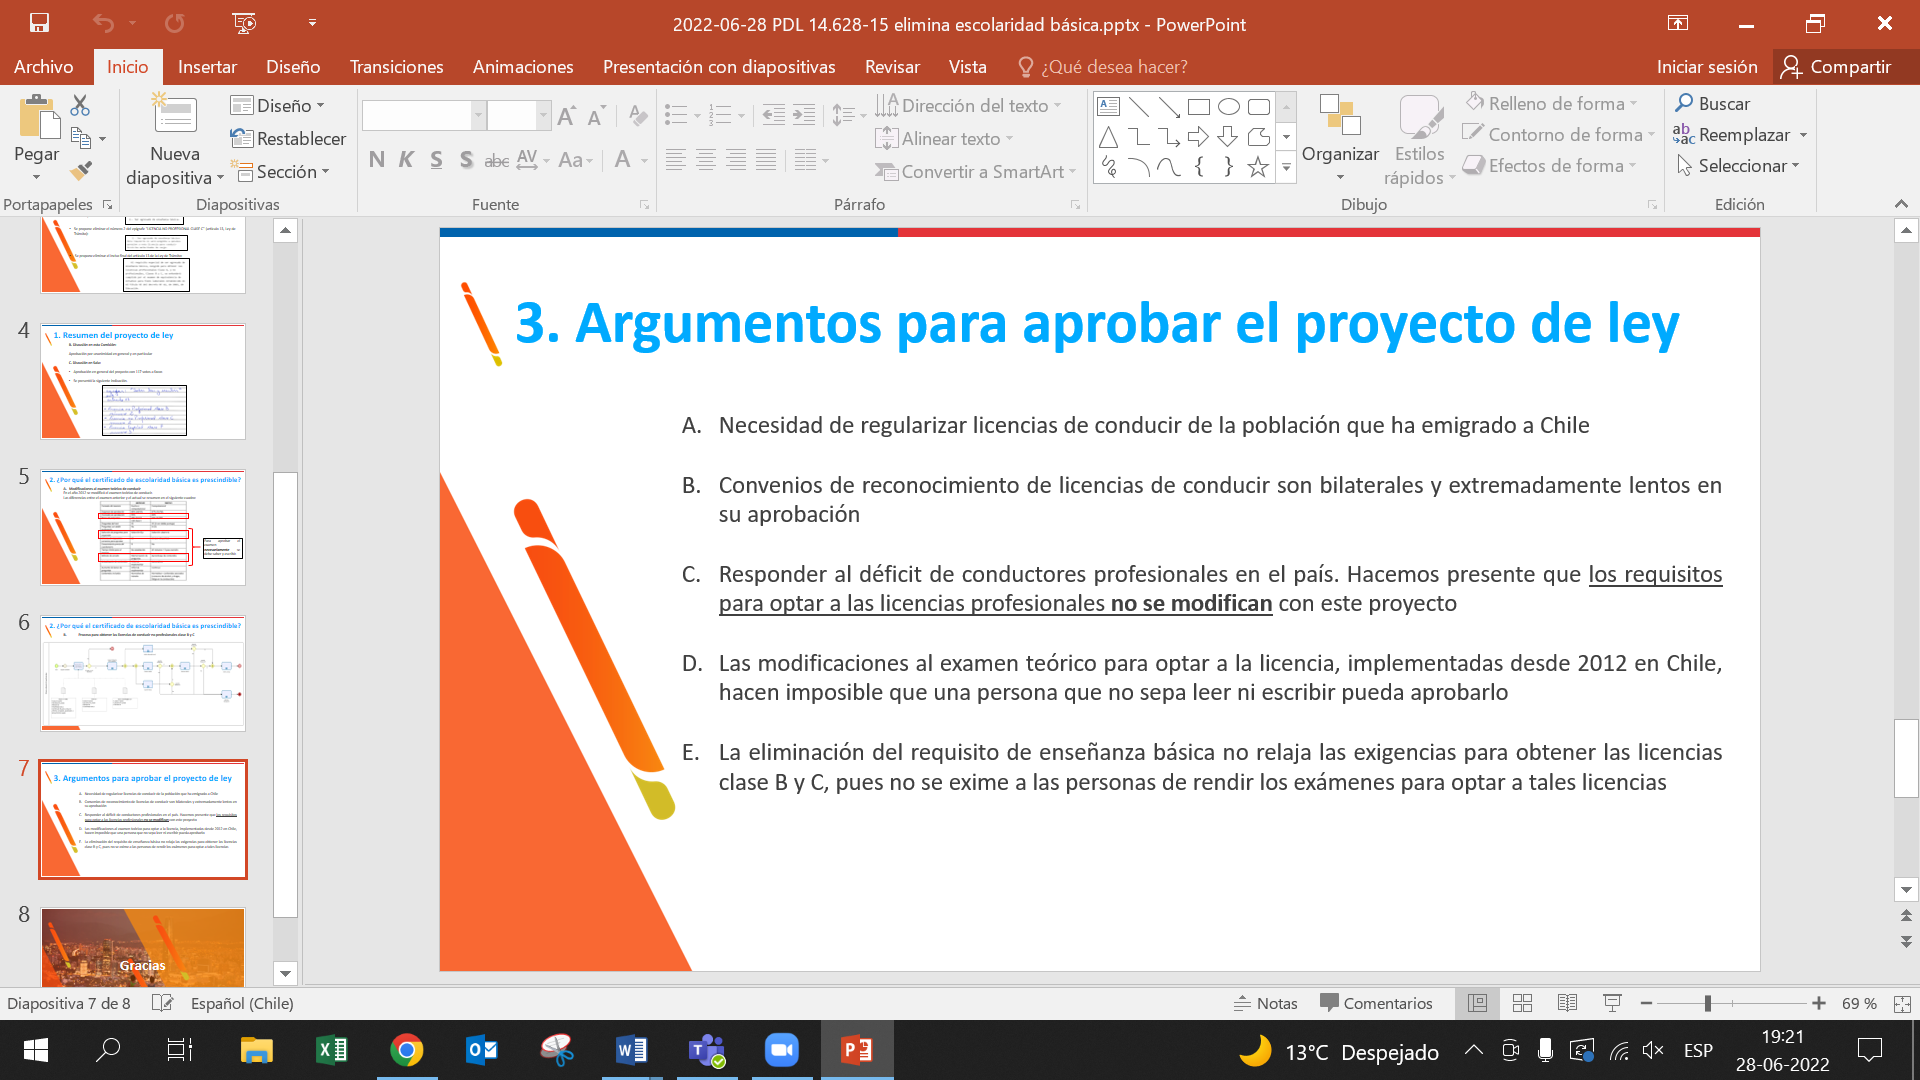 2022-06-28 PDL 14.628-15 elimina escolaridad básica.pptx - PowerPoint
Archivo Inicio Insertar Diseño Transiciones Animaciones Presentación con diapositivas Revisar Vista ¿Qué desea hacer? Iniciar sesión Compartir
Pegar
Nueva diapositiva
Diseño
Restablecer
Sección
N K S S abc AV Aa A
Dirección del texto
Alinear texto
Convertir a SmartArt
Organizar
Estilos rápidos
Relleno de forma
Contorno de forma
Efectos de forma
Buscar
Reemplazar
Seleccionar
Portapapeles Diapositivas Fuente Párrafo Dibujo Edición
4
1. Resumen del proyecto de ley
5
2. ¿Por qué el certificado de escolaridad básica es prescindible?
6
2. ¿Por qué el certificado de escolaridad básica es prescindible?
7
3. Argumentos para aprobar el proyecto de ley
8
Gracias
3. Argumentos para aprobar el proyecto de ley
A. Necesidad de regularizar licencias de conducir de la población que ha emigrado a Chile
B. Convenios de reconocimiento de licencias de conducir son bilaterales y extremadamente lentos en
su aprobación
C. Responder al déficit de conductores profesionales en el país. Hacemos presente que los requisitos
para optar a las licencias profesionales no se modifican con este proyecto
D. Las modificaciones al examen teórico para optar a la licencia, implementadas desde 2012 en Chile,
hacen imposible que una persona que no sepa leer ni escribir pueda aprobarlo
E. La eliminación del requisito de enseñanza básica no relaja las exigencias para obtener las licencias
clase B y C, pues no se exime a las personas de rendir los exámenes para optar a tales licencias
Diapositiva 7 de 8 Español (Chile) Notas Comentarios 69 %
13°C Despejado ESP
19:21
28-06-2022